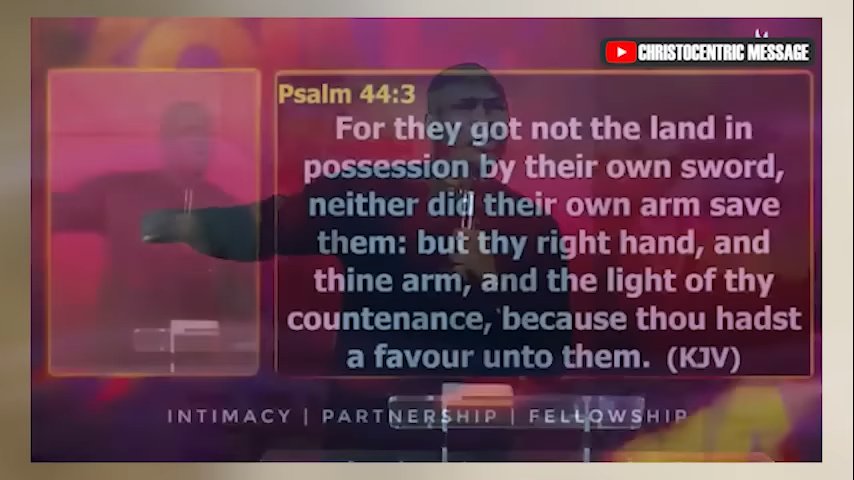 CHRISTOCENTRIC MESSAGE
Psalm 44:3
For they got not the land in
possession by their own sword,
neither did their own arm save
them: but thy right hand, and
thine arm, and the light of thy
countenance, because thou hadst
a favour unto them. (KJV)
INTIMACY | PARTNERSHIP | FELLOWSHIP